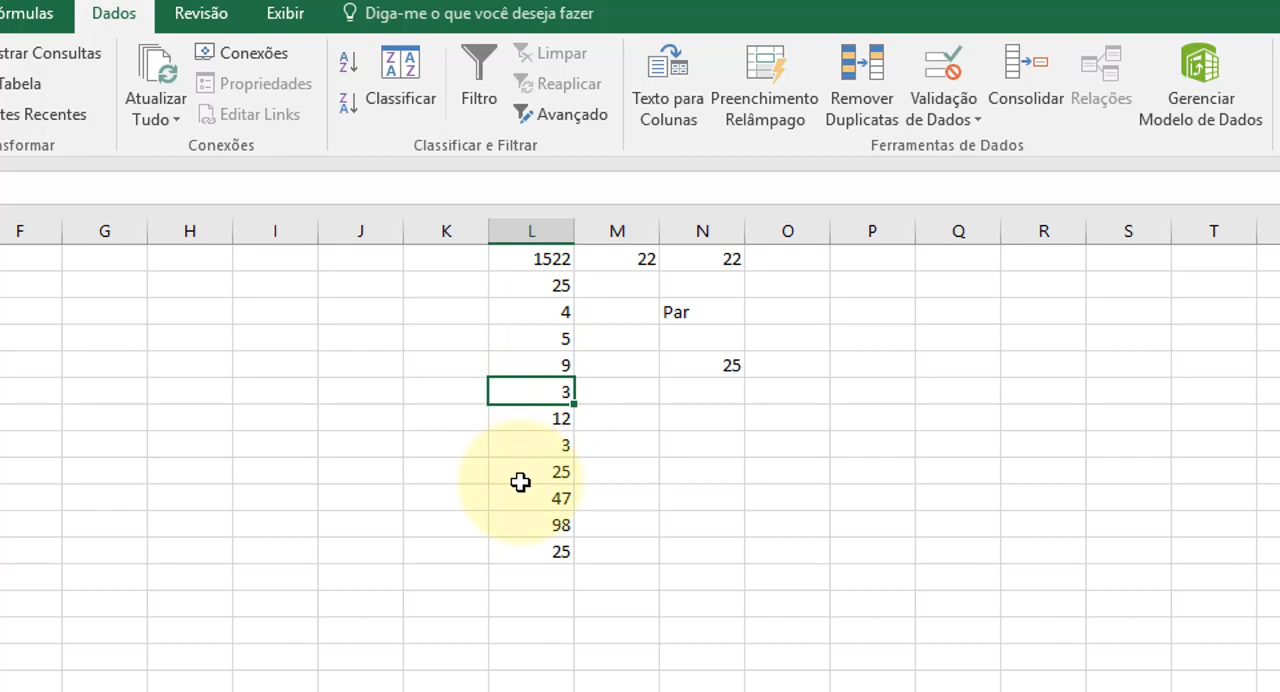 órmulas Dados Revisão Exibir Diga-me o que você deseja fazer
strar Consultas
Tabela
tes Recentes
sformar
Atualizar
Tudo
Conexões
Propriedades
Editar Links
Conexões
Classificar
Filtro
Limpar
Reaplicar
Avançado
Classificar e Filtrar
Texto para
Colunas
Preenchimento
Relâmpago
Remover
Duplicatas
Validação
de Dados
Consolidar
Relações
Ferramentas de Dados
Gerenciar
Modelo de Dados
F G H I J K L M N O P Q R S T
1522 22 22
25
4 Par
5
9 25
3
12
3
25
47
98
25